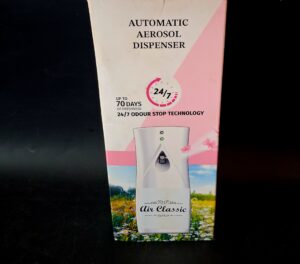 AUTOMATIC
AEROSOL
DISPENSER
24/7
UP TO
70 DAYS
24/7 ODOUR STOP TECHNOLOGY
Air Classic